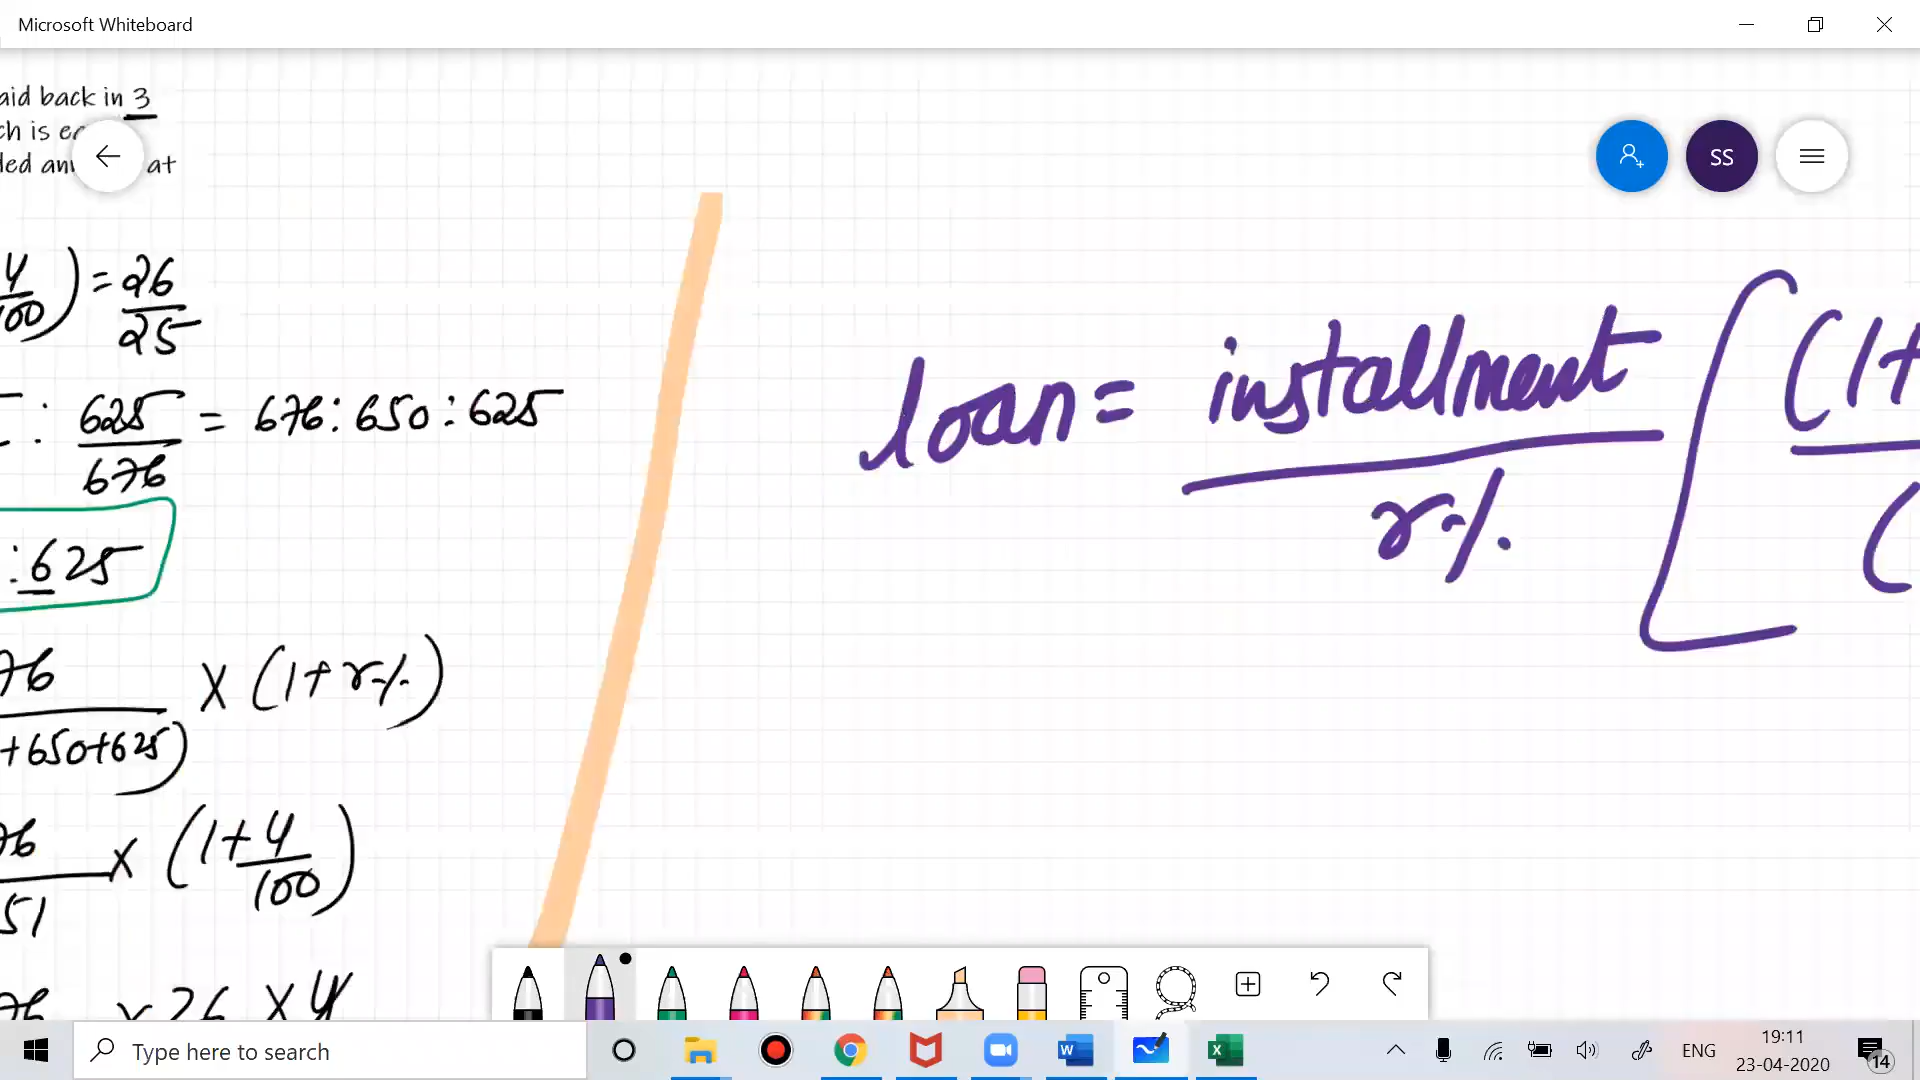 Microsoft Whiteboard
aid back in 3
ch is
led at
SS
4/100) = 26/25
: 625/676 = 676 : 650 : 625
: 625
76 × (1+r%)
+650+625)
76/51 × (1+4/100)
76 × 26 × 4
loan = installment/r% [(1+
(
Type here to search
ENG
19:11
23-04-2020
14